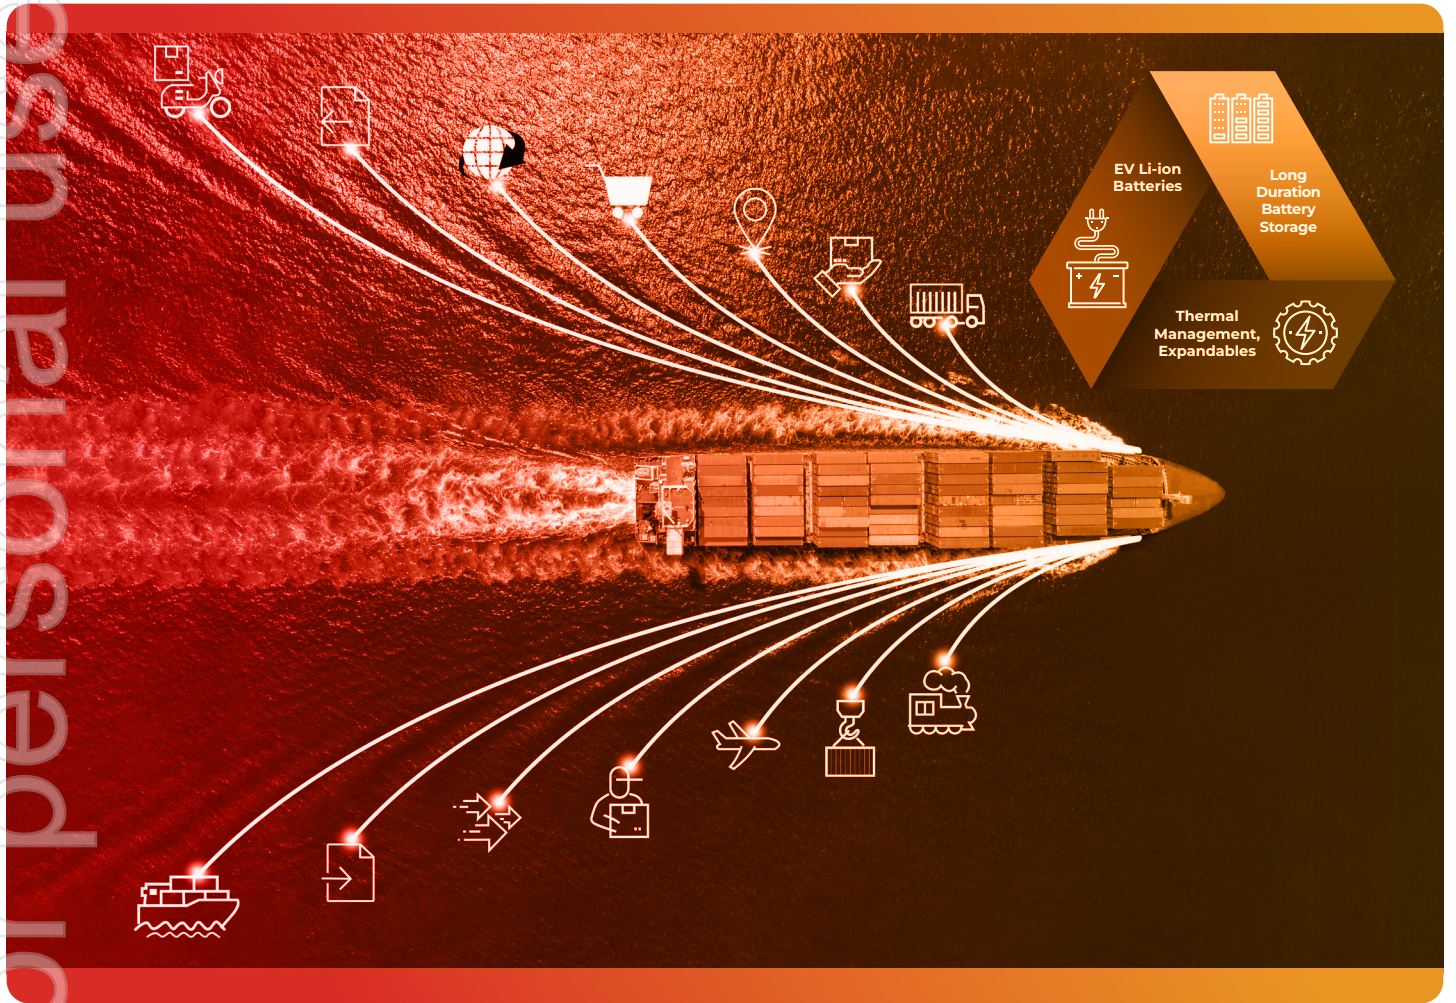 or personal use
EV Li-ion
Batteries
Long
Duration
Battery
Storage
Thermal
Management,
Expandables